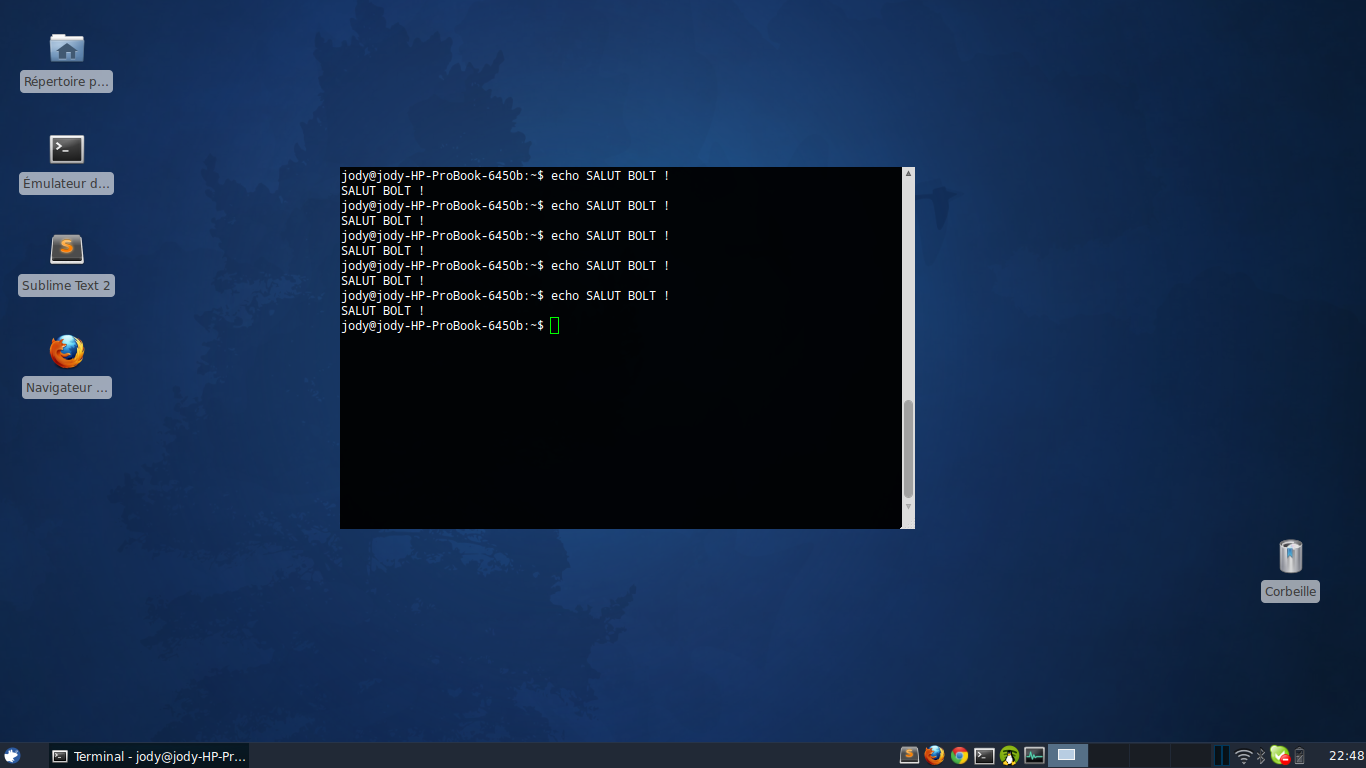 Répertoire p...
Émulateur d...
Sublime Text 2
Navigateur ...
jody@jody-HP-ProBook-6450b:~$ echo SALUT BOLT !
SALUT BOLT !
jody@jody-HP-ProBook-6450b:~$ echo SALUT BOLT !
SALUT BOLT !
jody@jody-HP-ProBook-6450b:~$ echo SALUT BOLT !
SALUT BOLT !
jody@jody-HP-ProBook-6450b:~$ echo SALUT BOLT !
SALUT BOLT !
jody@jody-HP-ProBook-6450b:~$ echo SALUT BOLT !
SALUT BOLT !
jody@jody-HP-ProBook-6450b:~$
Corbeille
Terminal - jody@jody-HP-Pr...
22:48